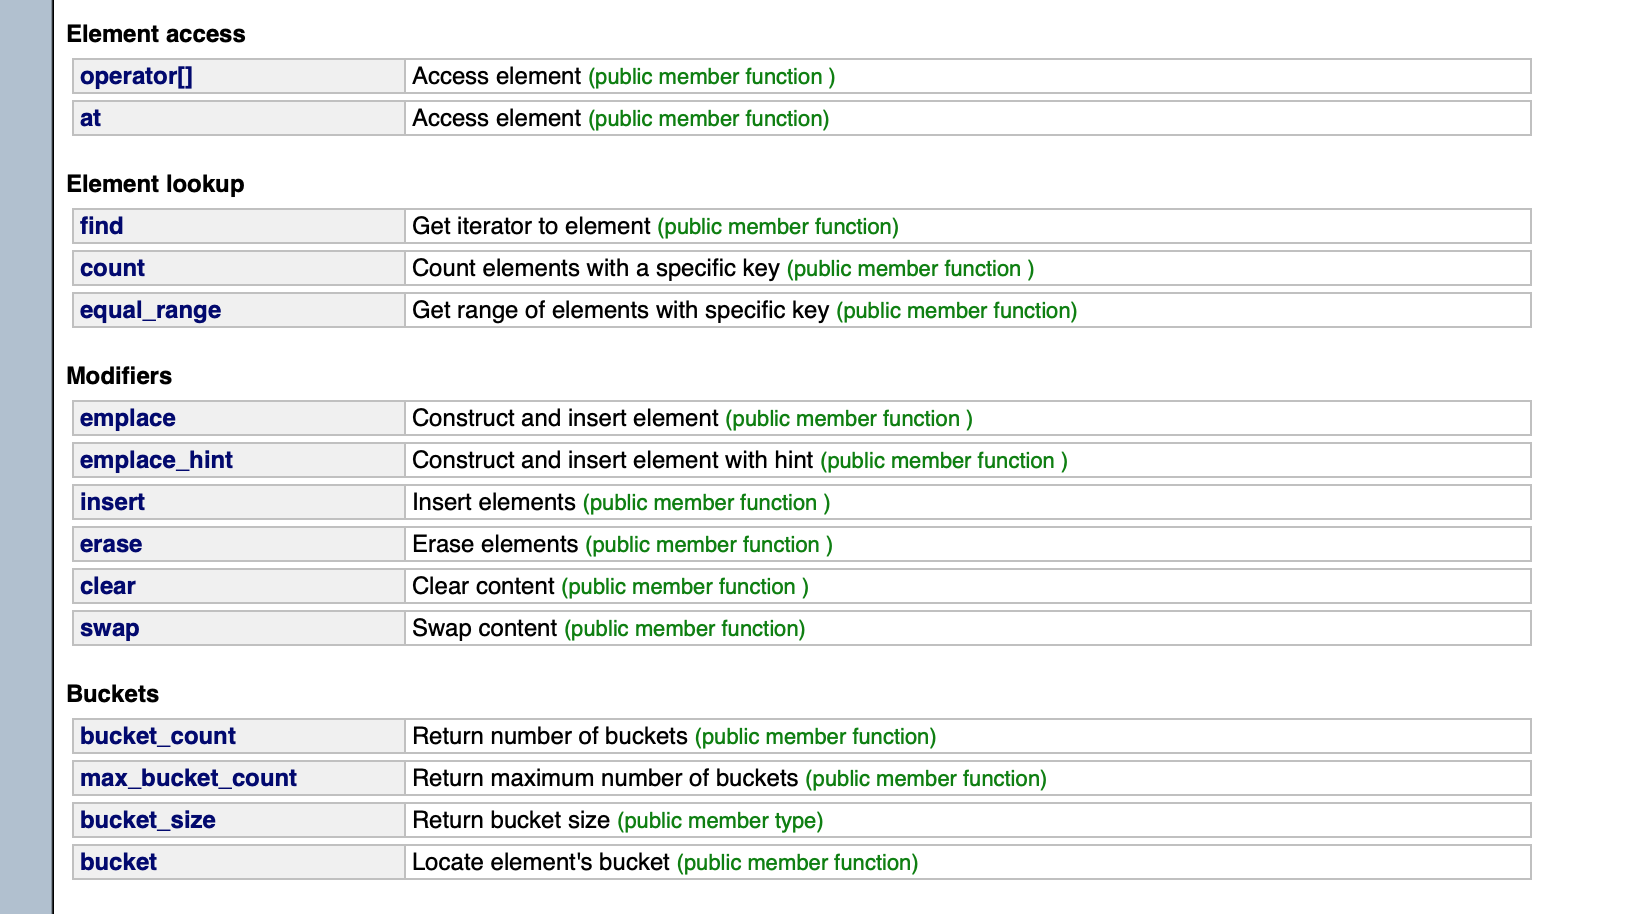 Element access
operator[] Access element (public member function )
at Access element (public member function)
Element lookup
find Get iterator to element (public member function)
count Count elements with a specific key (public member function )
equal_range Get range of elements with specific key (public member function)
Modifiers
emplace Construct and insert element (public member function )
emplace_hint Construct and insert element with hint (public member function )
insert Insert elements (public member function )
erase Erase elements (public member function )
clear Clear content (public member function )
swap Swap content (public member function)
Buckets
bucket_count Return number of buckets (public member function)
max_bucket_count Return maximum number of buckets (public member function)
bucket_size Return bucket size (public member type)
bucket Locate element's bucket (public member function)